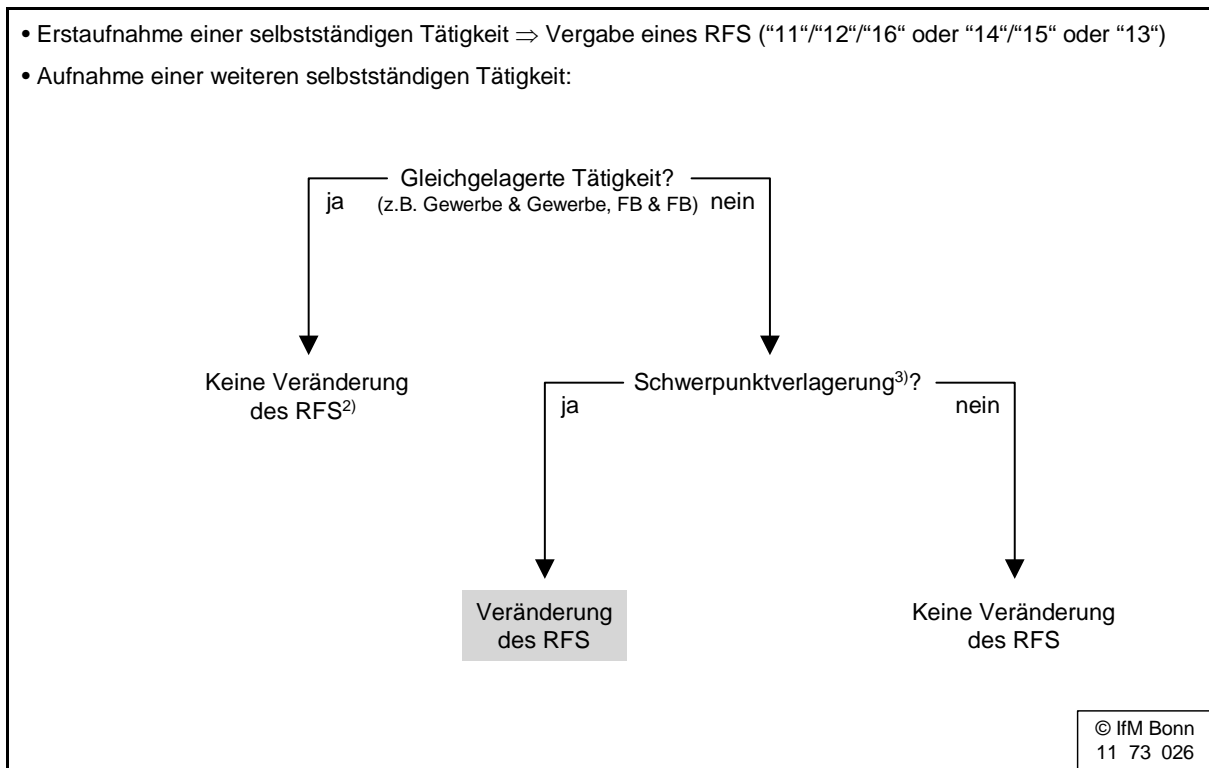 • Erstaufnahme einer selbstständigen Tätigkeit ⇒ Vergabe eines RFS (“11“/“12“/“16“ oder “14“/“15“ oder “13“)
• Aufnahme einer weiteren selbstständigen Tätigkeit:
Gleichgelagerte Tätigkeit?
ja (z.B. Gewerbe & Gewerbe, FB & FB) nein
Keine Veränderung
des RFS2)
Schwerpunktverlagerung3)?
ja nein
Veränderung
des RFS
Keine Veränderung
des RFS
© IfM Bonn
11 73 026